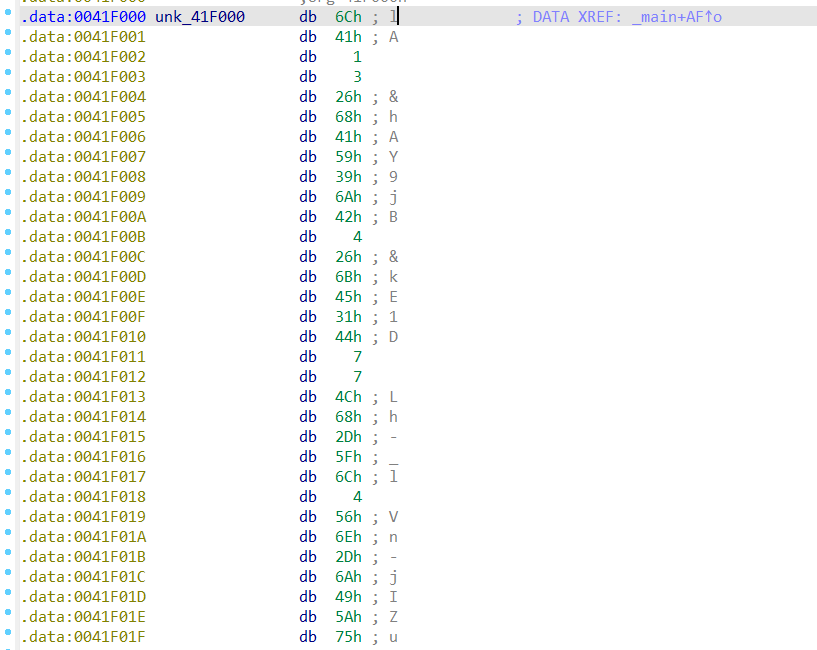 .data:0041F000 unk_41F000 db 6Ch ; l ; DATA XREF: _main+AF↑o
.data:0041F001 db 41h ; A
.data:0041F002 db 1
.data:0041F003 db 3
.data:0041F004 db 26h ; &
.data:0041F005 db 68h ; h
.data:0041F006 db 41h ; A
.data:0041F007 db 59h ; Y
.data:0041F008 db 39h ; 9
.data:0041F009 db 6Ah ; j
.data:0041F00A db 42h ; B
.data:0041F00B db 4
.data:0041F00C db 26h ; &
.data:0041F00D db 6Bh ; k
.data:0041F00E db 45h ; E
.data:0041F00F db 31h ; 1
.data:0041F010 db 44h ; D
.data:0041F011 db 7
.data:0041F012 db 7
.data:0041F013 db 4Ch ; L
.data:0041F014 db 68h ; h
.data:0041F015 db 2Dh ; -
.data:0041F016 db 5Fh ; _
.data:0041F017 db 6Ch ; l
.data:0041F018 db 4
.data:0041F019 db 56h ; V
.data:0041F01A db 6Eh ; n
.data:0041F01B db 2Dh ; -
.data:0041F01C db 6Ah ; j
.data:0041F01D db 49h ; I
.data:0041F01E db 5Ah ; Z
.data:0041F01F db 75h ; u